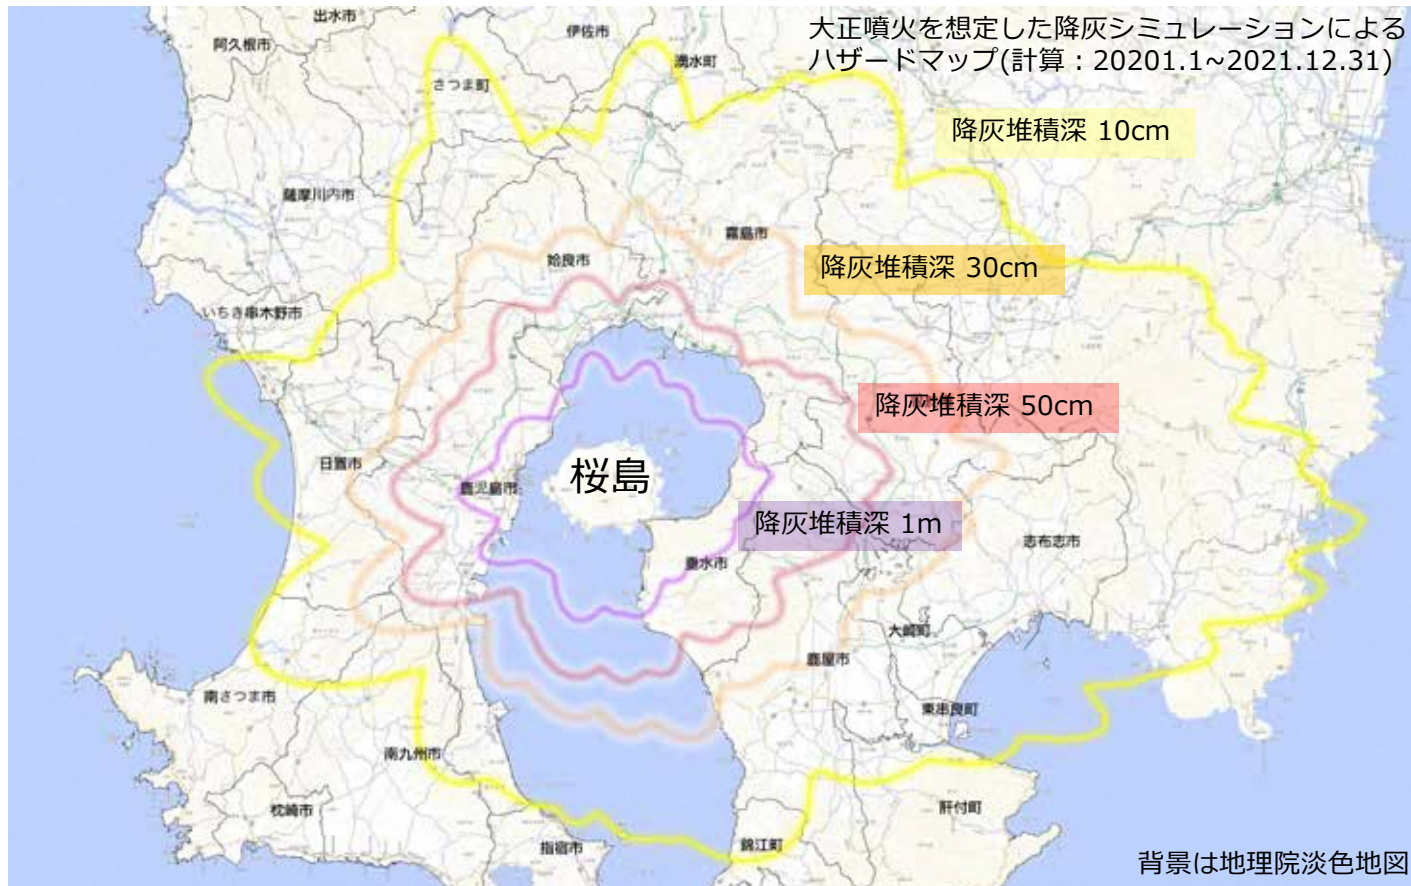 大正噴火を想定した降灰シミュレーションによる
ハザードマップ(計算：20201.1~2021.12.31)
出水市
伊佐市
阿久根市
湧水町
さつま町
降灰堆積深 10cm
薩摩川内市
霧島市
姶良市
降灰堆積深 30cm
いちき串木野市
降灰堆積深 50cm
日置市
桜島
鹿児島市
降灰堆積深 1m
志布志市
垂水市
大崎町
鹿屋市
南さつま市
東串良町
南九州市
枕崎市
肝付町
指宿市
錦江町
背景は地理院淡色地図